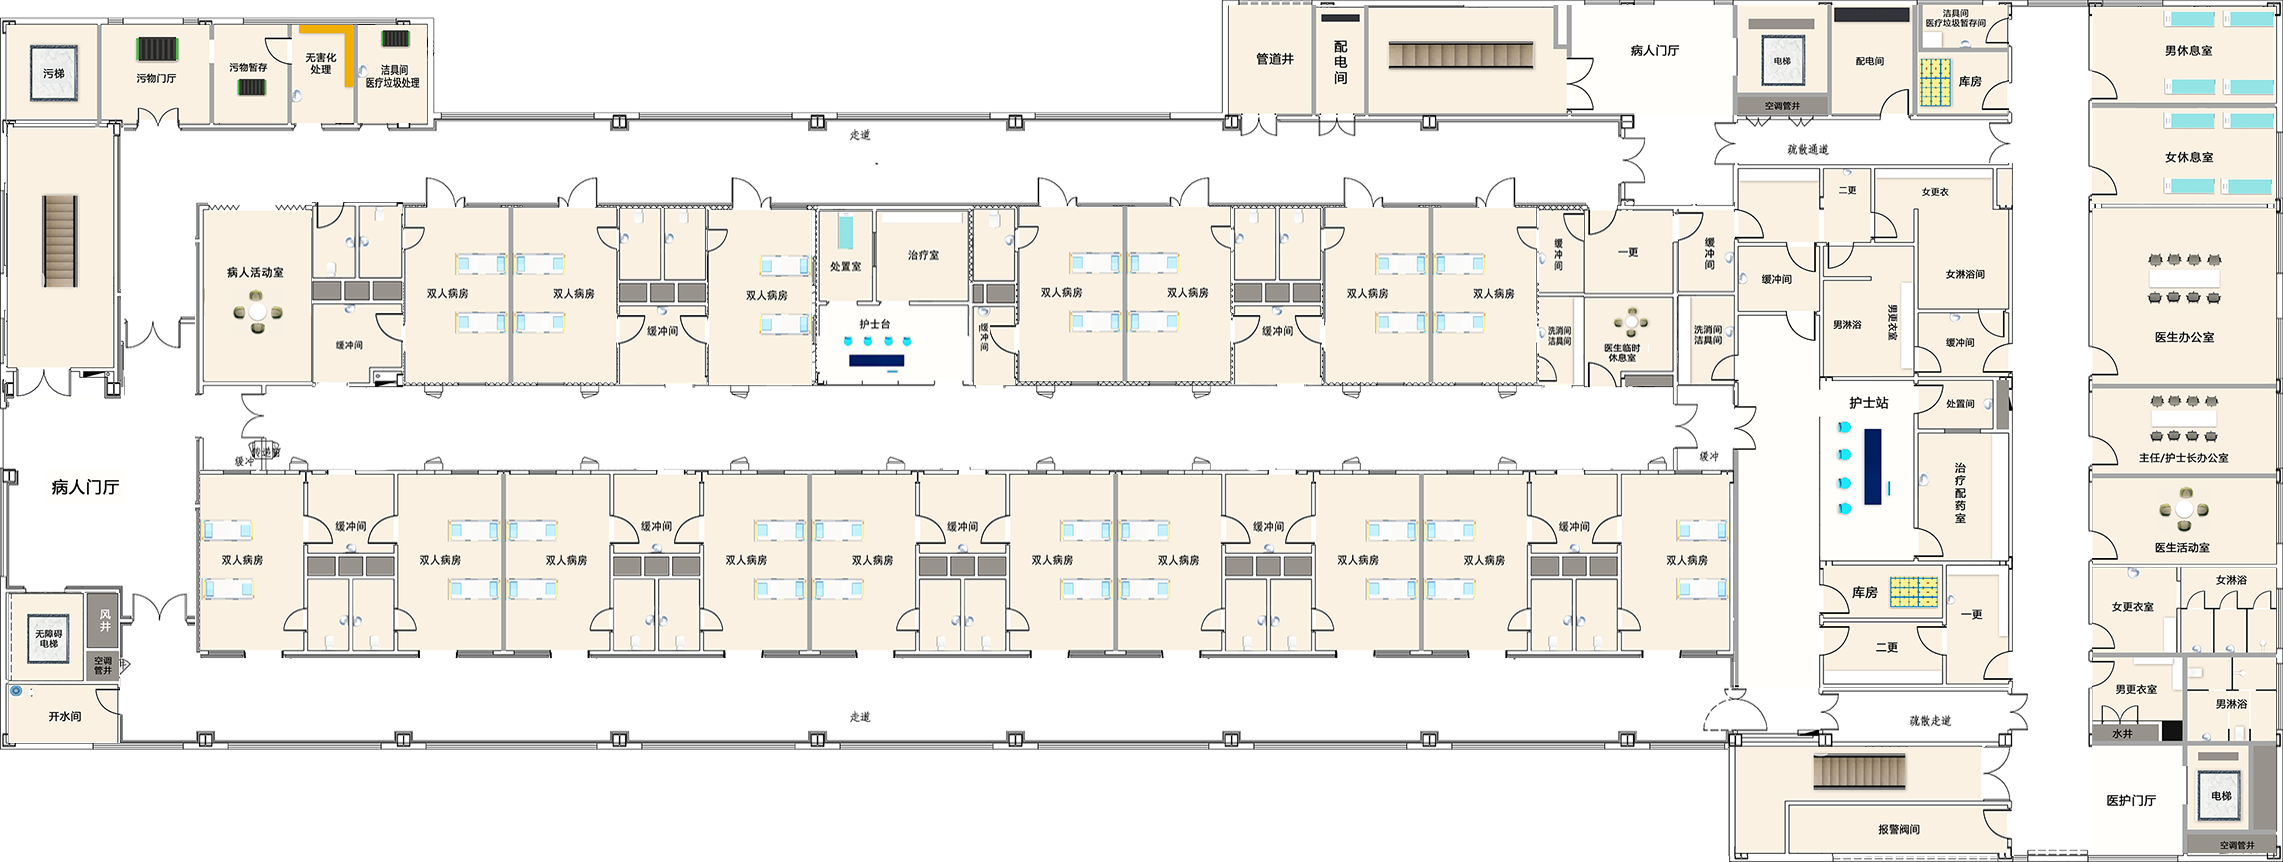 洁具间
医疗垃圾暂存间
男休息室
管道井
配电间
病人门厅
电梯
配电间
库房
空调管井
污梯
污物门厅
污物暂存
无害化
处理
洁具间
医疗垃圾处理
走道
疏散通道
女休息室
二更
女更衣
病人活动室
双人病房
双人病房
双人病房
处置室
治疗室
双人病房
双人病房
双人病房
双人病房
缓冲间
一更
缓冲间
缓冲间
女淋浴间
缓冲间
缓冲间
护士台
缓冲间
缓冲间
洗消间
洁具间
医生临时
休息室
洗消间
洁具间
男淋浴
男更衣室
缓冲间
医生办公室
护士站
处置间
缓冲
传递窗
缓冲
主任/护士长办公室
病人门厅
治疗配药室
缓冲间
缓冲间
缓冲间
缓冲间
缓冲间
双人病房
双人病房
双人病房
双人病房
双人病房
双人病房
双人病房
双人病房
双人病房
双人病房
医生活动室
库房
一更
二更
女更衣室
女淋浴
风井
无障碍
电梯
空调
管井
开水间
走道
疏散走道
男更衣室
男淋浴
水井
医护门厅
电梯
报警阀间
空调管井